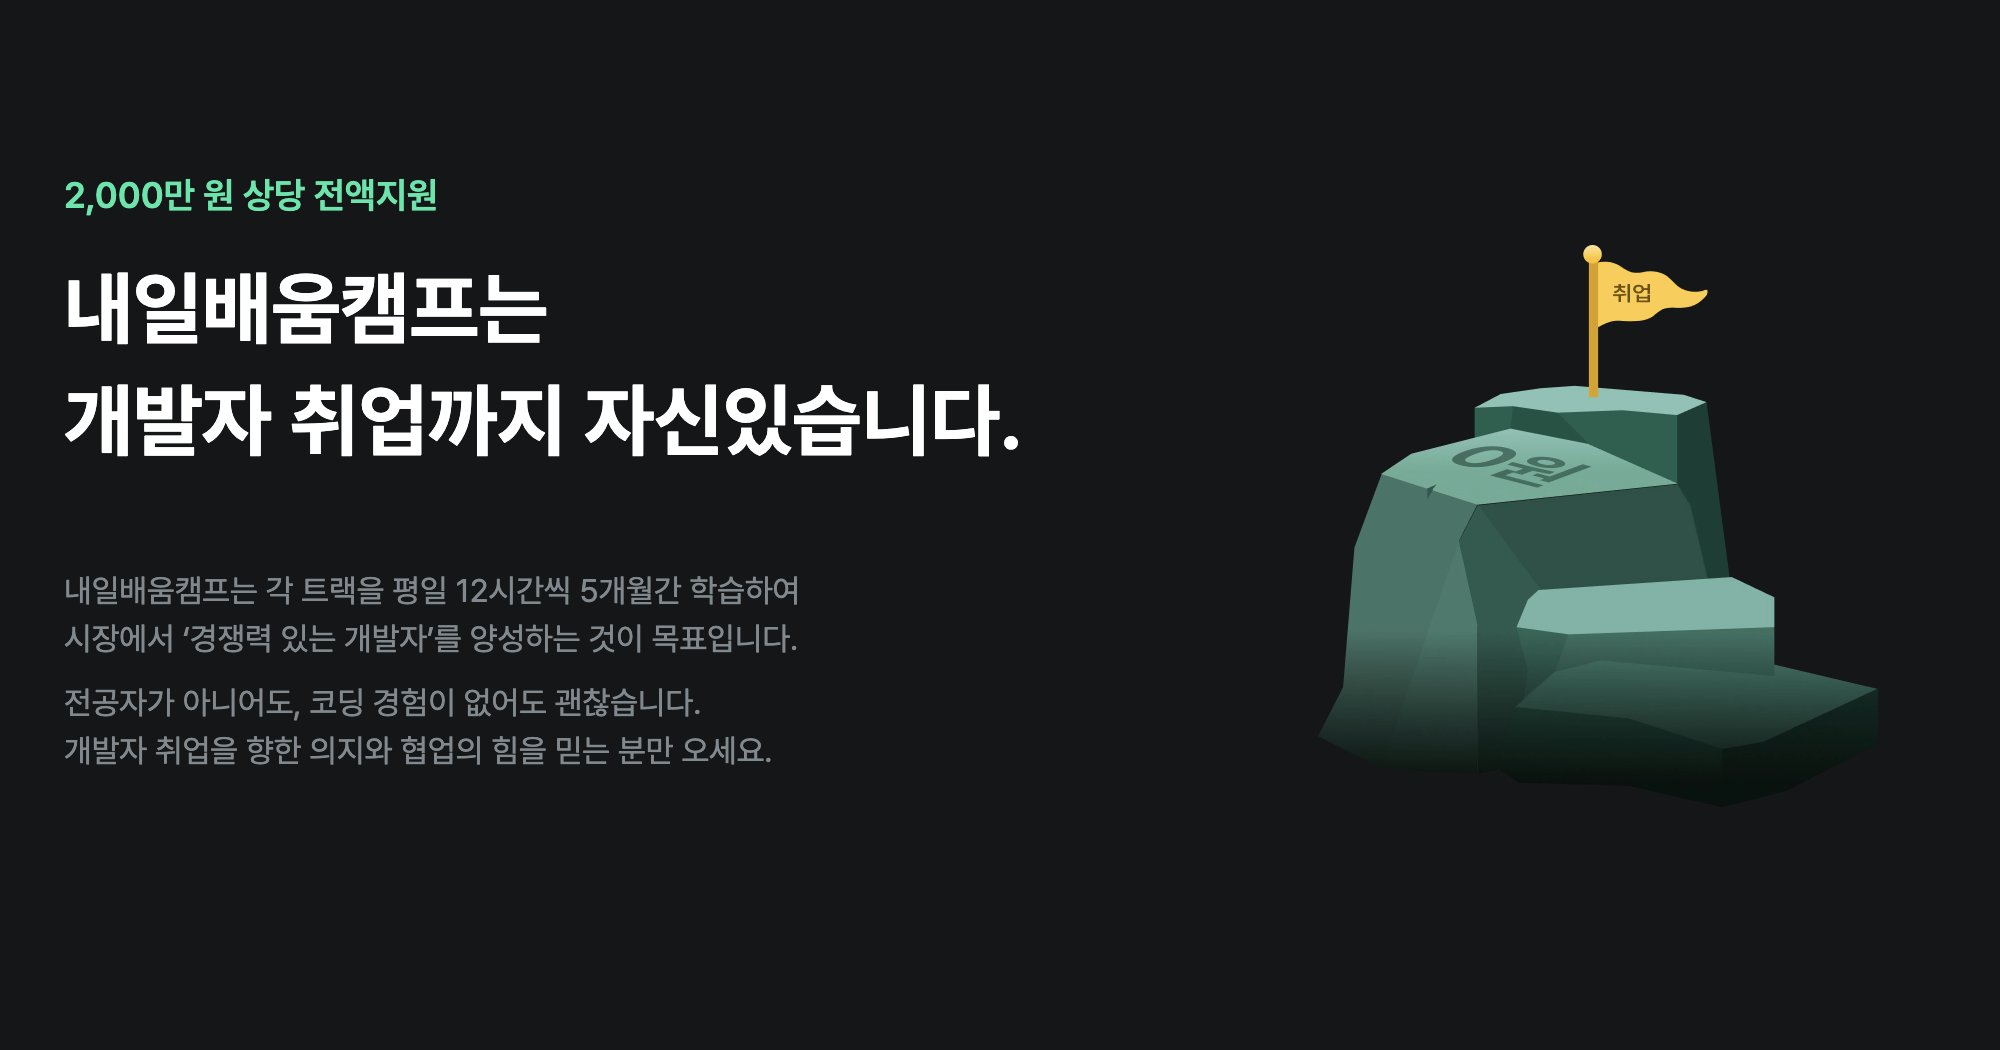 2,000만 원 상당 전액지원
내일배움캠프는
개발자 취업까지 자신있습니다.
내일배움캠프는 각 트랙을 평일 12시간씩 5개월간 학습하여
시장에서 ‘경쟁력 있는 개발자’를 양성하는 것이 목표입니다.
전공자가 아니어도, 코딩 경험이 없어도 괜찮습니다.
개발자 취업을 향한 의지와 협업의 힘을 믿는 분만 오세요.
취업
0원